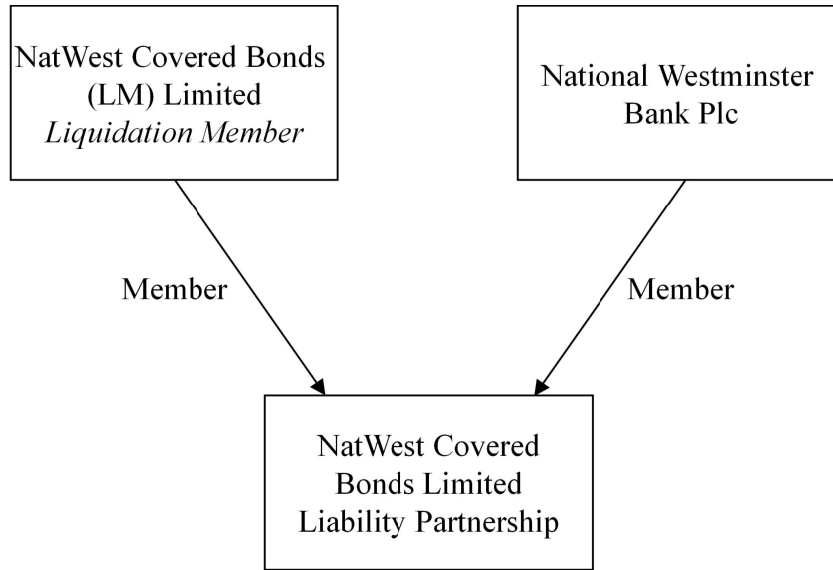 NatWest Covered Bonds
(LM) Limited
Liquidation Member
National Westminster
Bank Plc
Member
Member
NatWest Covered
Bonds Limited
Liability Partnership